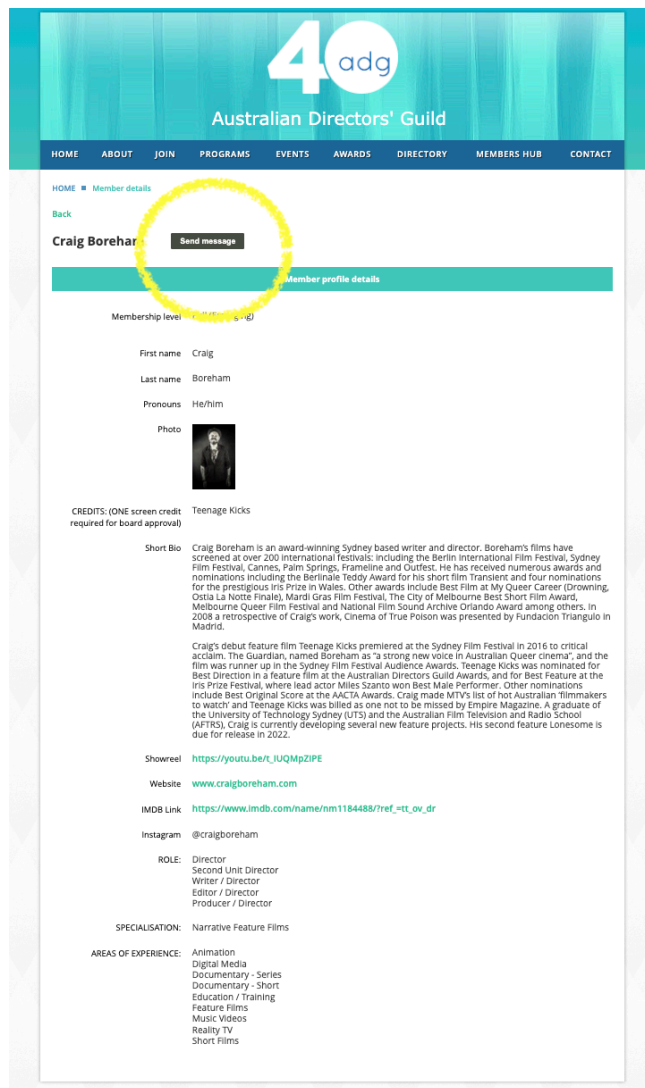 40 adg
Australian Directors' Guild
HOME ABOUT JOIN PROGRAMS EVENTS AWARDS DIRECTORY MEMBERS HUB CONTACT
HOME Member details
Back
Craig Boreham Send message
Member profile details
Membership level
First name Craig
Last name Boreham
Pronouns He/him
Photo
CREDITS: (ONE screen credit
required for board approval) Teenage Kicks
Short Bio Craig Boreham is an award-winning Sydney based writer and director. Boreham's films have
screened at over 200 international festivals: including the Berlin International Film Festival, Sydney
Film Festival, Cannes, Palm Springs, Frameline and Outfest. He has received numerous awards and
nominations including the Berlinale Teddy Award for his short film Transient and four nominations
for the prestigious Iris Prize in Wales. Other awards include Best Film at My Queer Career (Drowning,
Ostia La Notte Finale), Mardi Gras Film Festival, The City of Melbourne Best Short Film Award,
Melbourne Queer Film Festival and National Film Sound Archive Orlando Award among others. In
2008 a retrospective of Craig's work, Cinema of True Poison was presented by Fundacion Triangulo in
Madrid.
Craig's debut feature film Teenage Kicks premiered at the Sydney Film Festival in 2016 to critical
acclaim. The Guardian, named Boreham as "a strong new voice in Australian Queer cinema", and the
film was runner up in the Sydney Film Festival Audience Awards. Teenage Kicks was nominated for
Best Direction in a feature film at the Australian Directors Guild Awards, and for Best Feature at the
Iris Prize Festival, where lead actor Miles Szanto won Best Male Performer. Other nominations
include Best Original Score at the AACTA Awards. Craig made MTV's list of hot Australian 'filmmakers
to watch' and Teenage Kicks was billed as one not to be missed by Empire Magazine. A graduate of
the University of Technology Sydney (UTS) and the Australian Film Television and Radio School
(AFTRS), Craig is currently developing several new feature projects. His second feature Lonesome is
due for release in 2022.
Showreel https://youtu.be/t_IUQMpZIPE
Website www.craigboreham.com
IMDB Link https://www.imdb.com/name/nm1184488/?ref_=tt_ov_dr
Instagram @craigboreham
ROLE: Director
Second Unit Director
Writer / Director
Editor / Director
Producer / Director
SPECIALISATION: Narrative Feature Films
AREAS OF EXPERIENCE: Animation
Digital Media
Documentary - Series
Documentary - Short
Education / Training
Feature Films
Music Videos
Reality TV
Short Films